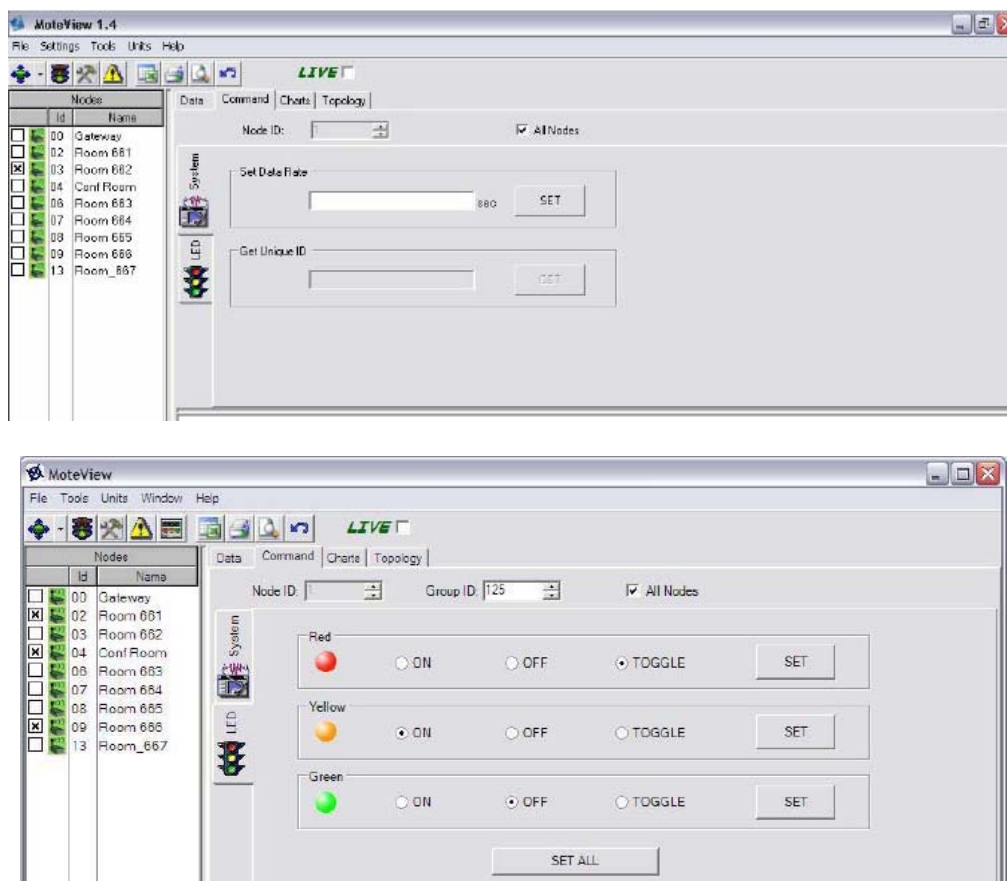 MoteView 1.4
File Settings Tools Units Help
LIVE
Nodes
Id Name
00 Gateway
02 Room 661
03 Room 662
04 Conf Room
06 Room 663
07 Room 664
08 Room 665
09 Room 666
13 Room_667
Data Command Charts Topology
Node ID: 1 All Nodes
System
LED
Set Data Rate
sec SET
Get Unique ID
GET
MoteView
File Tools Units Window Help
LIVE
Nodes
Id Name
00 Gateway
02 Room 661
03 Room 662
04 Conf Room
06 Room 663
07 Room 664
08 Room 665
09 Room 666
13 Room_667
Data Command Charts Topology
Node ID: 1 Group ID: 125 All Nodes
System
LED
Red
ON OFF TOGGLE SET
Yellow
ON OFF TOGGLE SET
Green
ON OFF TOGGLE SET
SET ALL